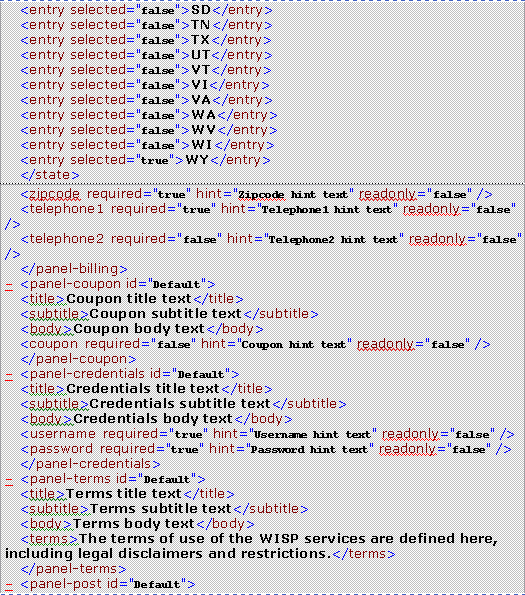 <entry selected="false">SD</entry>
<entry selected="false">TN</entry>
<entry selected="false">TX</entry>
<entry selected="false">UT</entry>
<entry selected="false">VT</entry>
<entry selected="false">VI</entry>
<entry selected="false">VA</entry>
<entry selected="false">WA</entry>
<entry selected="false">WV</entry>
<entry selected="false">WI</entry>
<entry selected="true">WY</entry>
</state>
<zipcode required="true" hint="Zipcode hint text" readonly="false" />
<telephone1 required="true" hint="Telephone1 hint text" readonly="false"
/>
<telephone2 required="false" hint="Telephone2 hint text" readonly="false"
/>
</panel-billing>
- <panel-coupon id="Default">
<title>Coupon title text</title>
<subtitle>Coupon subtitle text</subtitle>
<body>Coupon body text</body>
<coupon required="false" hint="Coupon hint text" readonly="false" />
</panel-coupon>
- <panel-credentials id="Default">
<title>Credentials title text</title>
<subtitle>Credentials subtitle text</subtitle>
<body>Credentials body text</body>
<username required="true" hint="Username hint text" readonly="false" />
<password required="true" hint="Password hint text" readonly="false" />
</panel-credentials>
- <panel-terms id="Default">
<title>Terms title text</title>
<subtitle>Terms subtitle text</subtitle>
<body>Terms body text</body>
<terms>The terms of use of the WISP services are defined here,
including legal disclaimers and restrictions.</terms>
</panel-terms>
- <panel-post id="Default">